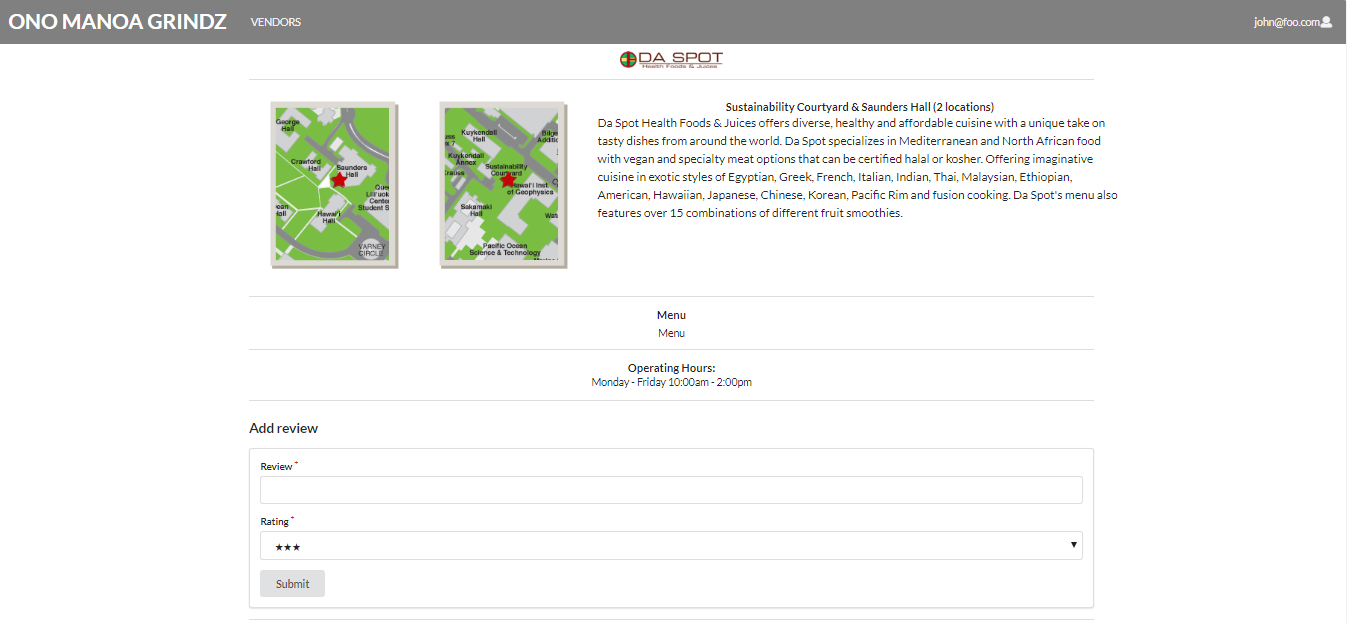 ONO MANOA GRINDZ VENDORS john@foo.com
DA SPOT
Health Foods & Juices
George
Hall
Crawford
Hall
Saunders
Hall
Hawai'i
Hall
VARNEY
CIRCLE
Kuykendall
Hall
Kuykendall
Annex
Sustainability
Courtyard
Hawai'i Inst.
of Geophysics
Sakamaki
Hall
Pacific Ocean
Science & Technology
Sustainability Courtyard & Saunders Hall (2 locations)
Da Spot Health Foods & Juices offers diverse, healthy and affordable cuisine with a unique take on
tasty dishes from around the world. Da Spot specializes in Mediterranean and North African food
with vegan and specialty meat options that can be certified halal or kosher. Offering imaginative
cuisine in exotic styles of Egyptian, Greek, French, Italian, Indian, Thai, Malaysian, Ethiopian,
American, Hawaiian, Japanese, Chinese, Korean, Pacific Rim and fusion cooking. Da Spot's menu also
features over 15 combinations of different fruit smoothies.
Menu
Menu
Operating Hours:
Monday - Friday 10:00am - 2:00pm
Add review
Review *
Rating *
★★★
Submit